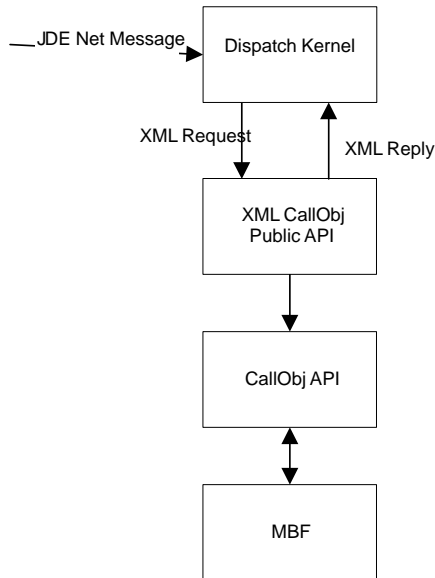 JDE Net Message
Dispatch Kernel
XML Request
XML Reply
XML CallObj
Public API
CallObj API
MBF